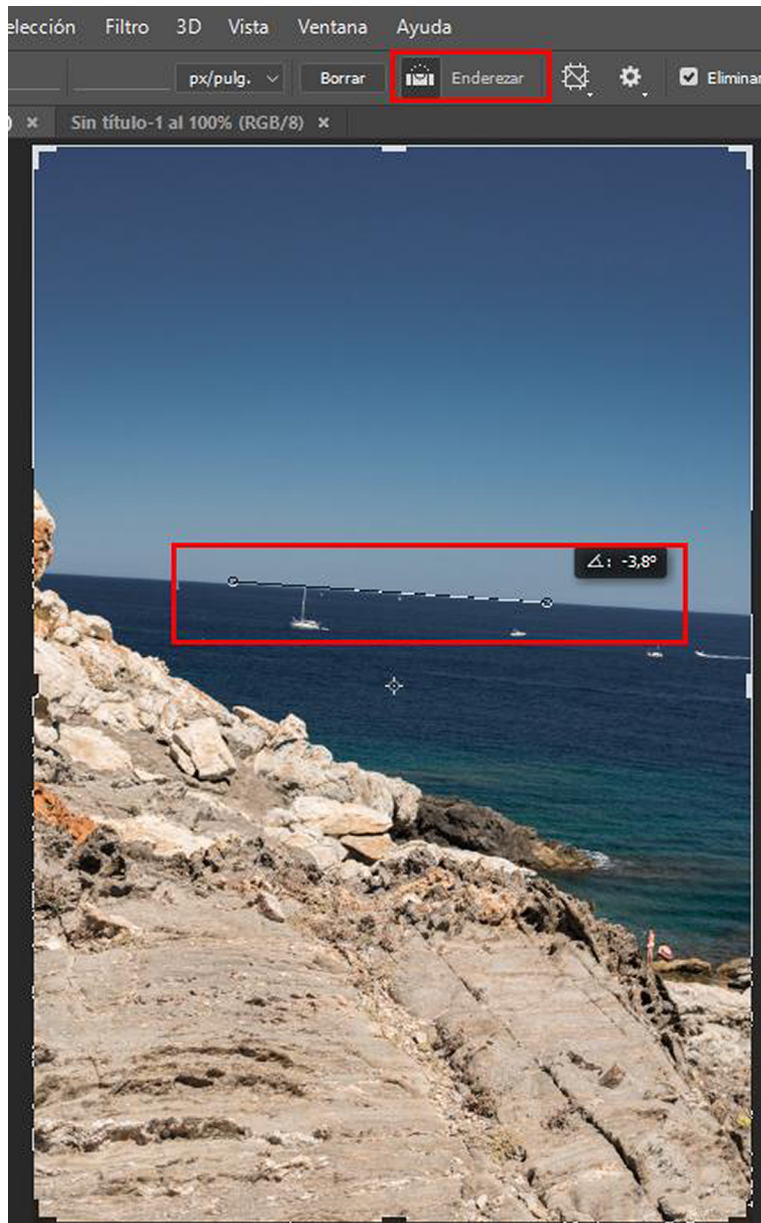 elección Filtro 3D Vista Ventana Ayuda
px/pulg. Borrar Enderezar Eliminar
) × Sin título-1 al 100% (RGB/8) ×
: -3,8°